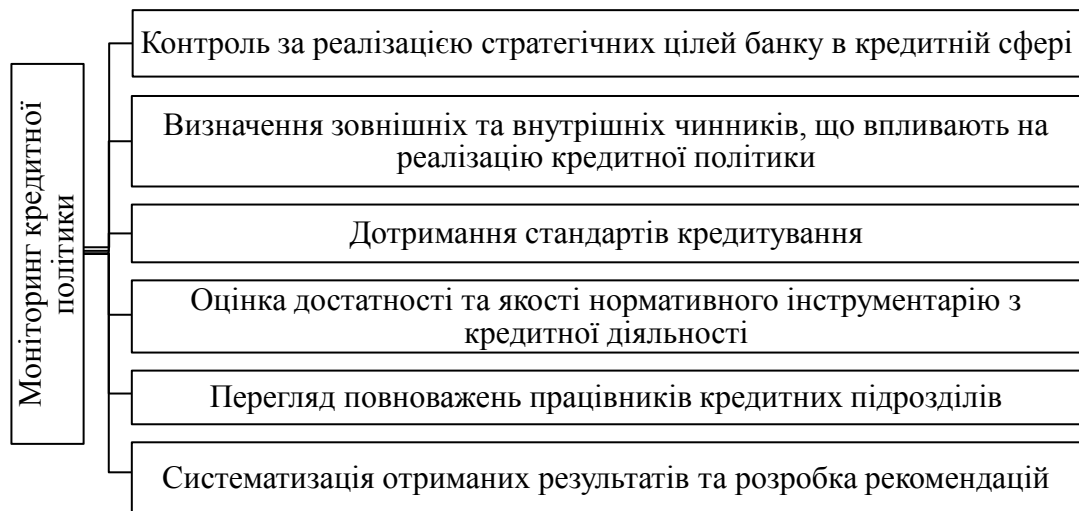 Моніторинг кредитної
політики
Контроль за реалізацією стратегічних цілей банку в кредитній сфері
Визначення зовнішніх та внутрішніх чинників, що впливають на
реалізацію кредитної політики
Дотримання стандартів кредитування
Оцінка достатності та якості нормативного інструментарію з
кредитної діяльності
Перегляд повноважень працівників кредитних підрозділів
Систематизація отриманих результатів та розробка рекомендацій